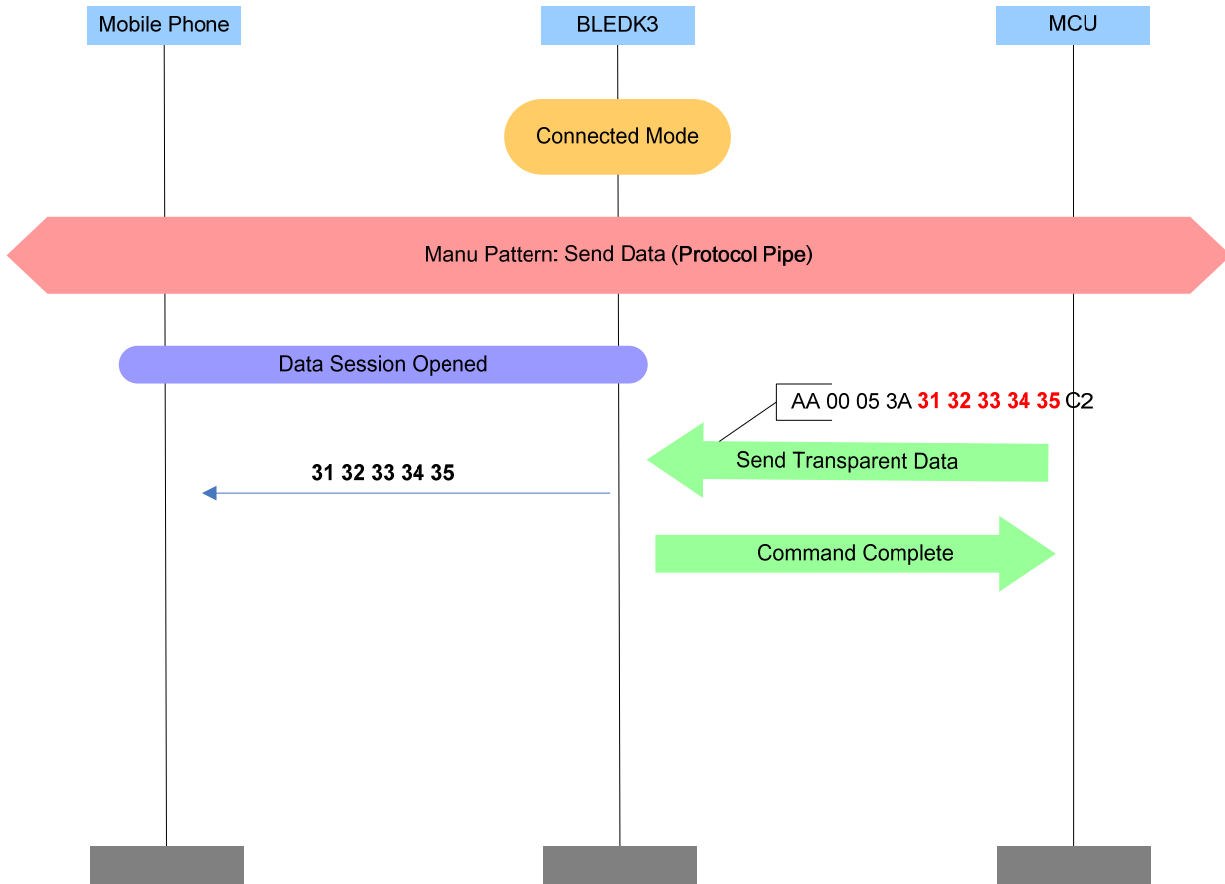 Mobile Phone
BLEDK3
MCU
Connected Mode
Manu Pattern: Send Data (Protocol Pipe)
Data Session Opened
AA 00 05 3A 31 32 33 34 35 C2
Send Transparent Data
31 32 33 34 35
Command Complete